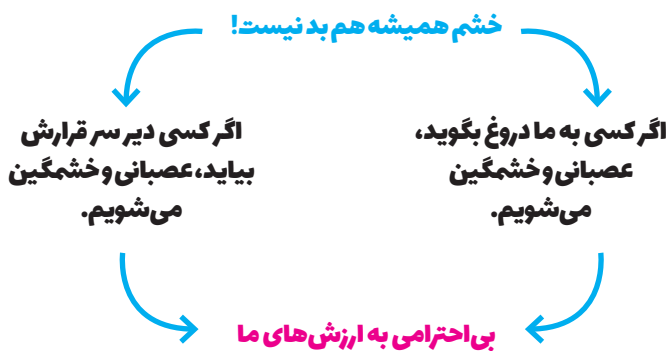 خشم همیشه هم بد نیست!
اگر کسی به ما دروغ بگوید،
عصبانی و خشمگین
می‌شویم.
اگر کسی دیر سر قرارش
بیاید، عصبانی و خشمگین
می‌شویم.
بی‌احترامی به ارزش‌های ما